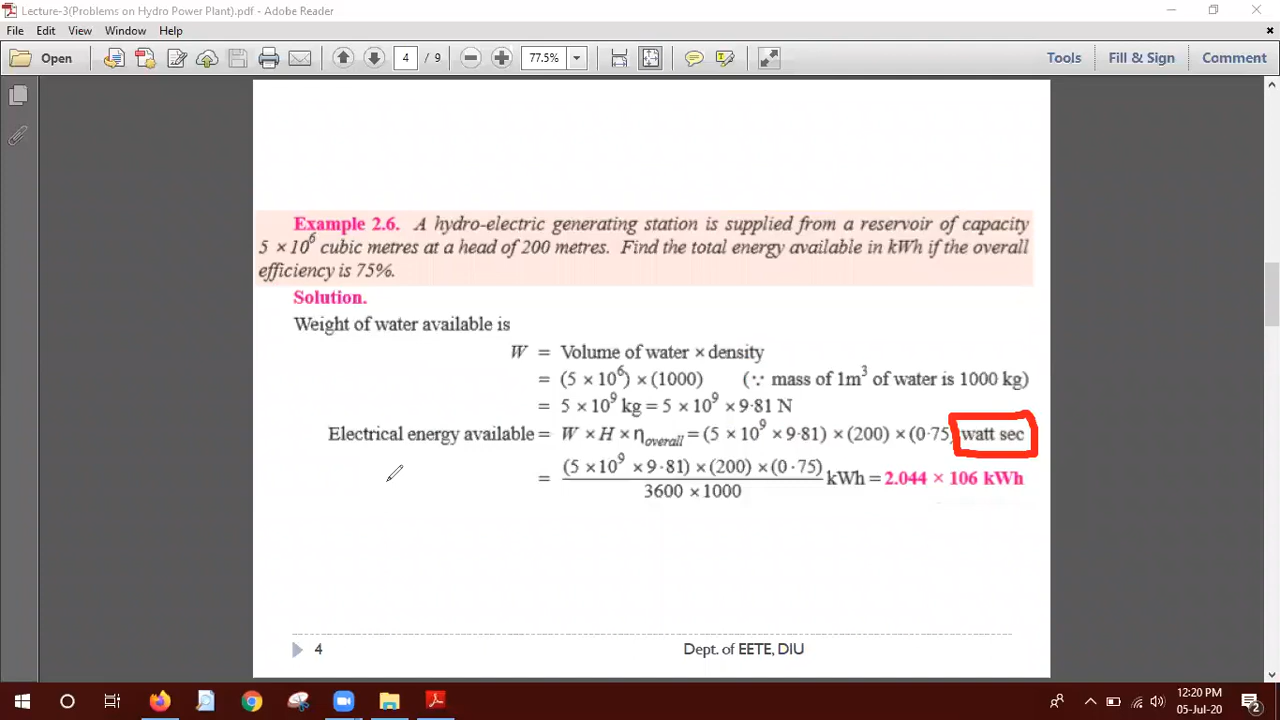 Lecture-3(Problems on Hydro Power Plant).pdf - Adobe Reader
File Edit View Window Help
Open 4 / 9 77.5% Tools Fill & Sign Comment
Example 2.6. A hydro-electric generating station is supplied from a reservoir of capacity
5 × 10⁶ cubic metres at a head of 200 metres. Find the total energy available in kWh if the overall
efficiency is 75%.
Solution.
Weight of water available is
W = Volume of water × density
= (5 × 10⁶) × (1000) (∵ mass of 1m³ of water is 1000 kg)
= 5 × 10⁹ kg = 5 × 10⁹ × 9·81 N
Electrical energy available = W × H × η_overall = (5 × 10⁹ × 9·81) × (200) × (0·75) watt sec
= (5 × 10⁹ × 9·81) × (200) × (0·75) / 3600 × 1000 kWh = 2.044 × 106 kWh
4 Dept. of EETE, DIU
12:20 PM
05-Jul-20
2